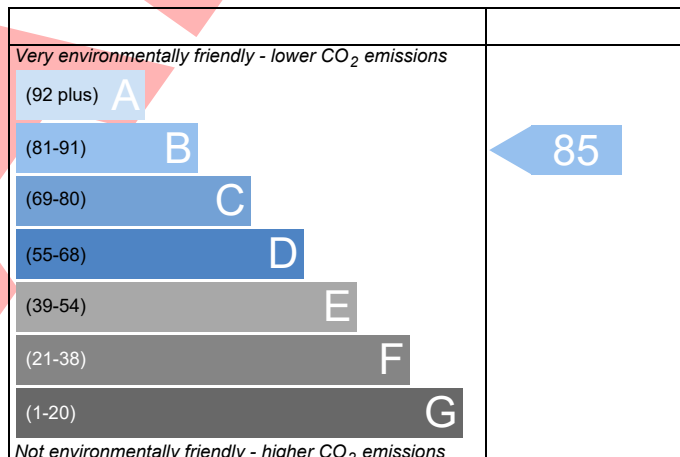 Very environmentally friendly - lower CO2 emissions
(92 plus) A
(81-91) B
85
(69-80) C
(55-68) D
(39-54) E
(21-38) F
(1-20) G
Not environmentally friendly - higher CO2 emissions